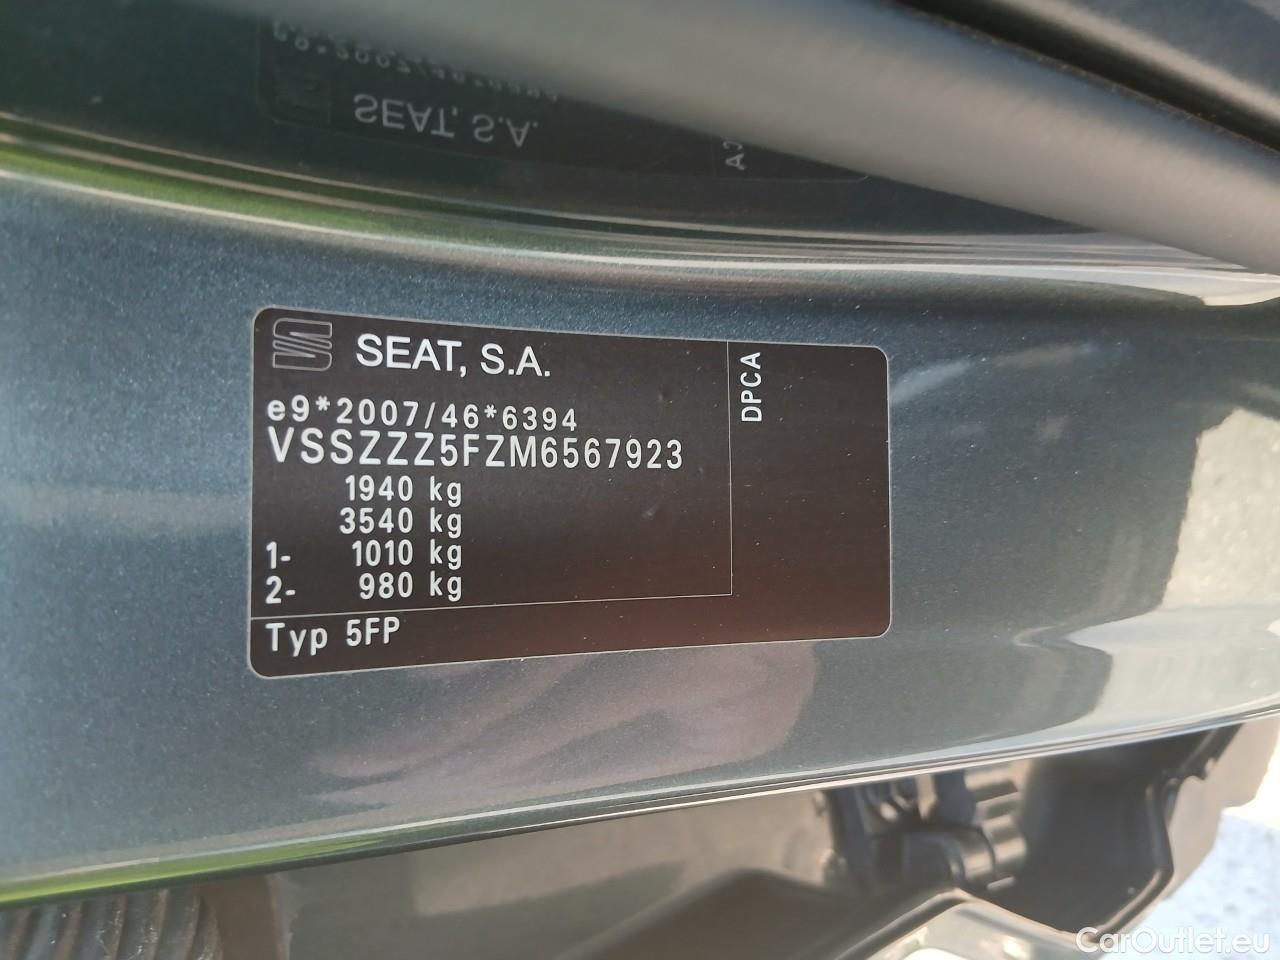 SEAT, S.A.
SEAT, S.A.
e9*2007/46*6394
VSSZZZ5FZM6567923
1940 kg
3540 kg
1- 1010 kg
2- 980 kg
Typ 5FP
DPCA
CarOutlet.eu